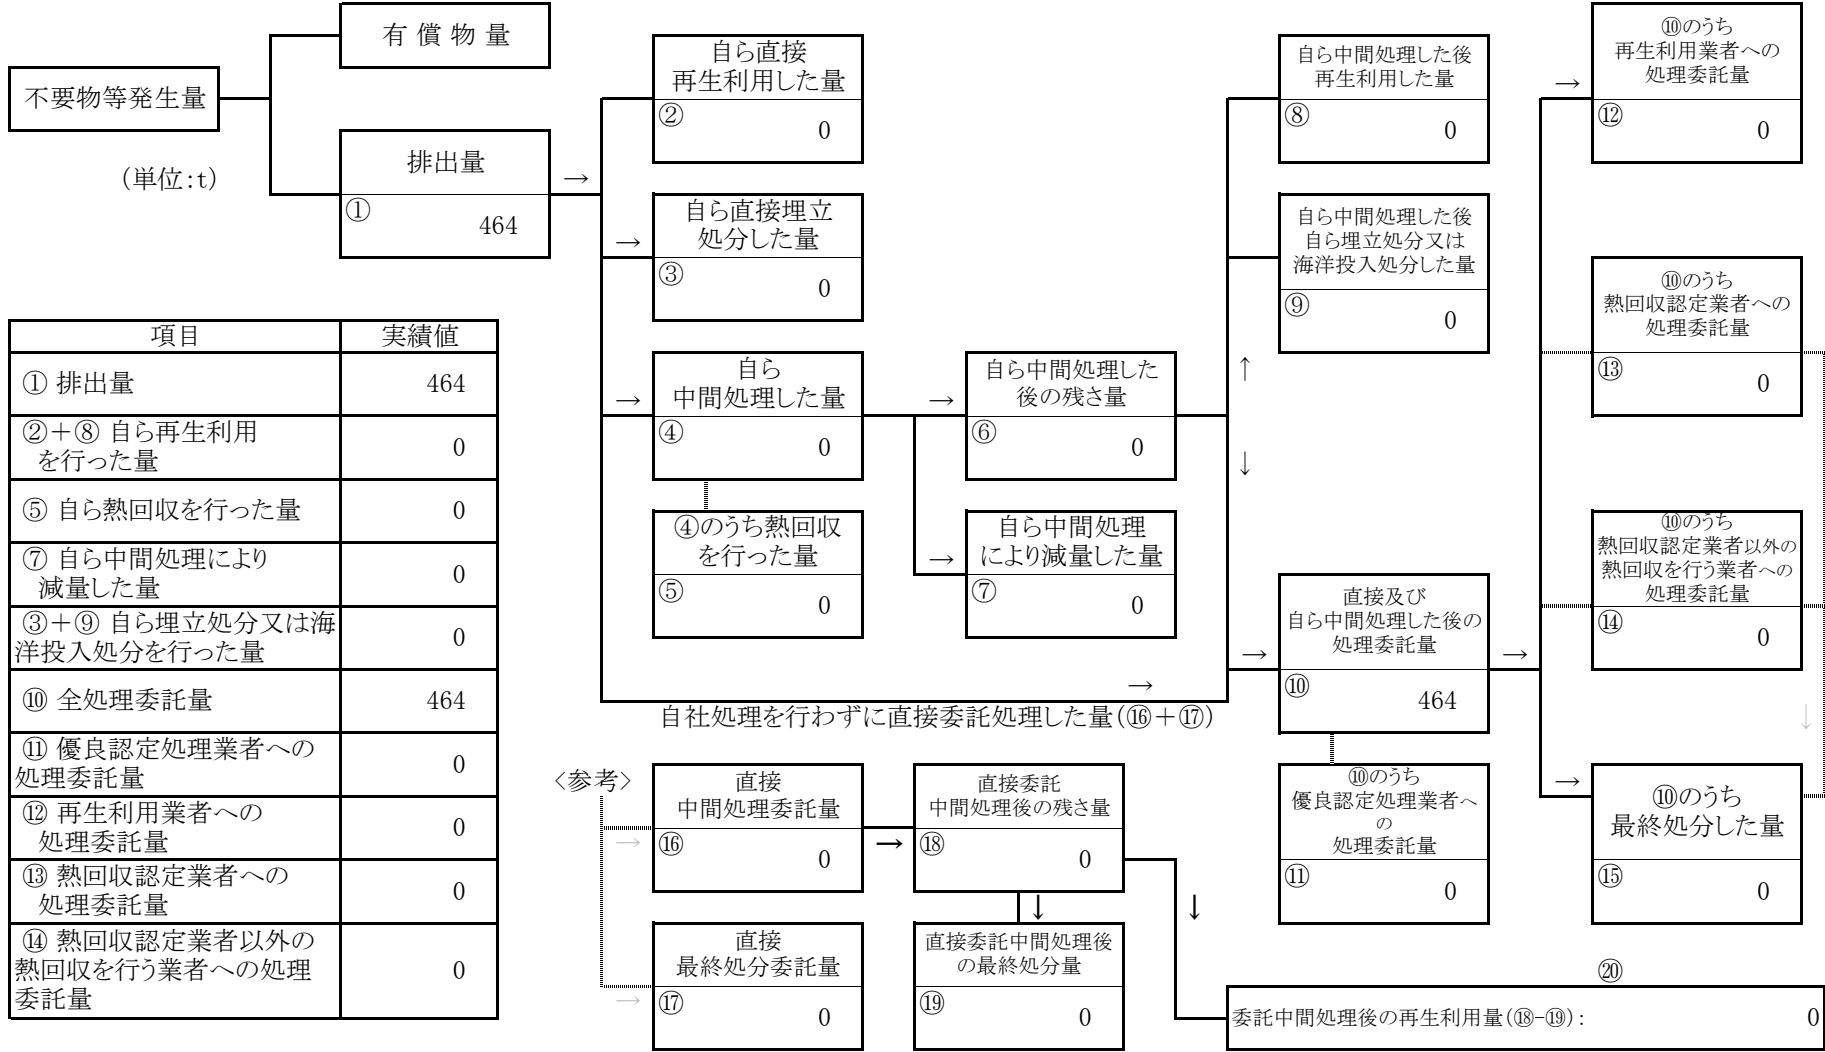 不要物等発生量
有 償 物 量
(単位:t)
排出量
①
464
→
自ら直接
再生利用した量
②
0
→
自ら直接埋立
処分した量
③
0
→
自ら
中間処理した量
④
0
④のうち熱回収
を行った量
⑤
0
→
自ら中間処理した
後の残さ量
⑥
0
→
自ら中間処理
により減量した量
⑦
0
自ら中間処理した後
再生利用した量
⑧
0
自ら中間処理した後
自ら埋立処分又は
海洋投入処分した量
⑨
0
↑
↓
→
直接及び
自ら中間処理した後の
処理委託量
⑩
464
→
→
自社処理を行わずに直接委託処理した量(⑯+⑰)
⑩のうち
優良認定処理業者へ
の
処理委託量
⑪
0
→
⑩のうち
再生利用業者への
処理委託量
⑫
0
⑩のうち
熱回収認定業者への
処理委託量
⑬
0
⑩のうち
熱回収認定業者以外の
熱回収を行う業者への
処理委託量
⑭
0
↓
→
⑩のうち
最終処分した量
⑮
0
<参考>
→
直接
中間処理委託量
⑯
0
→
直接
最終処分委託量
⑰
0
→
直接委託
中間処理後の残さ量
⑱
0
↓
直接委託中間処理後
の最終処分量
⑲
0
↓
⑳
委託中間処理後の再生利用量(⑱-⑲): 0
項目 実績値
① 排出量 464
②+⑧ 自ら再生利用
を行った量 0
⑤ 自ら熱回収を行った量 0
⑦ 自ら中間処理により
減量した量 0
③+⑨ 自ら埋立処分又は海
洋投入処分を行った量 0
⑩ 全処理委託量 464
⑪ 優良認定処理業者への
処理委託量 0
⑫ 再生利用業者への
処理委託量 0
⑬ 熱回収認定業者への
処理委託量 0
⑭ 熱回収認定業者以外の
熱回収を行う業者への処理 0
委託量